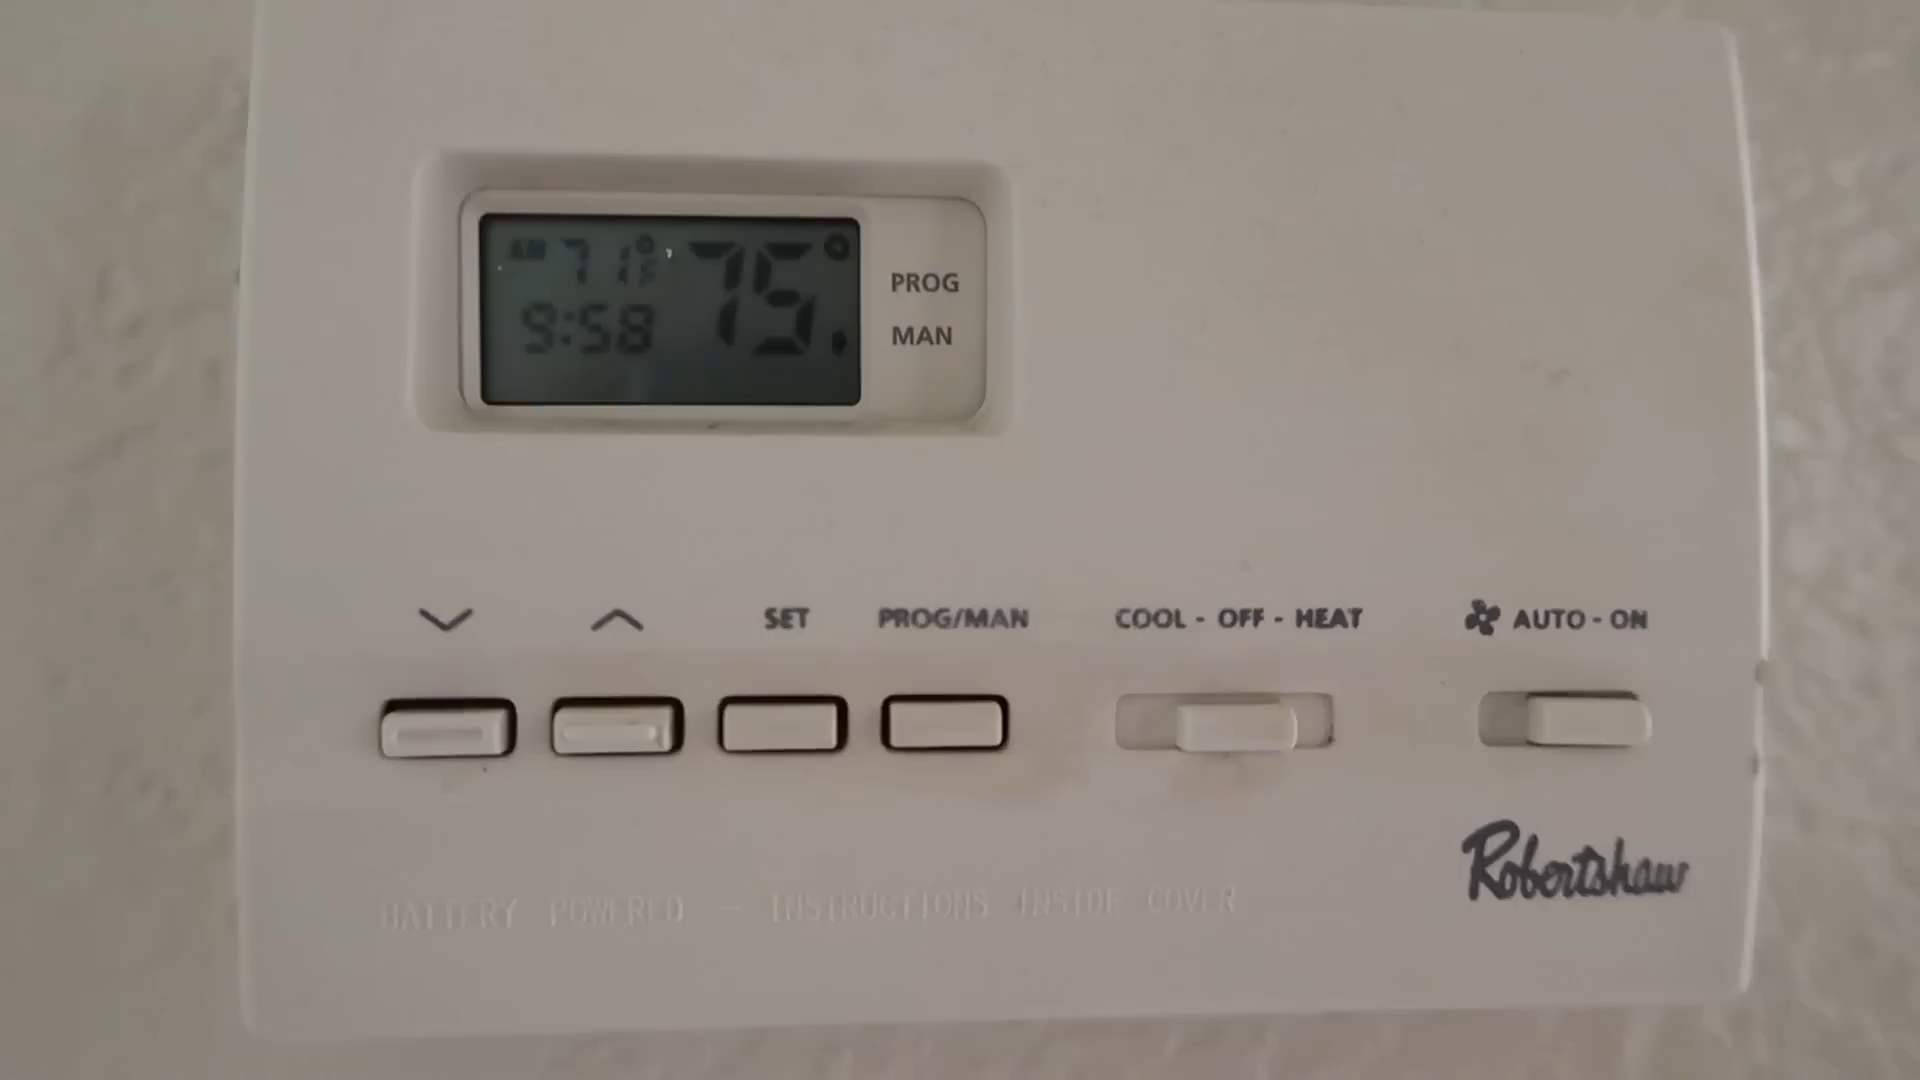 AM 71°F 75°
9:58
PROG
MAN
SET PROG/MAN COOL - OFF - HEAT AUTO - ON
Robertshaw
BATTERY POWERED - INSTRUCTIONS INSIDE COVER